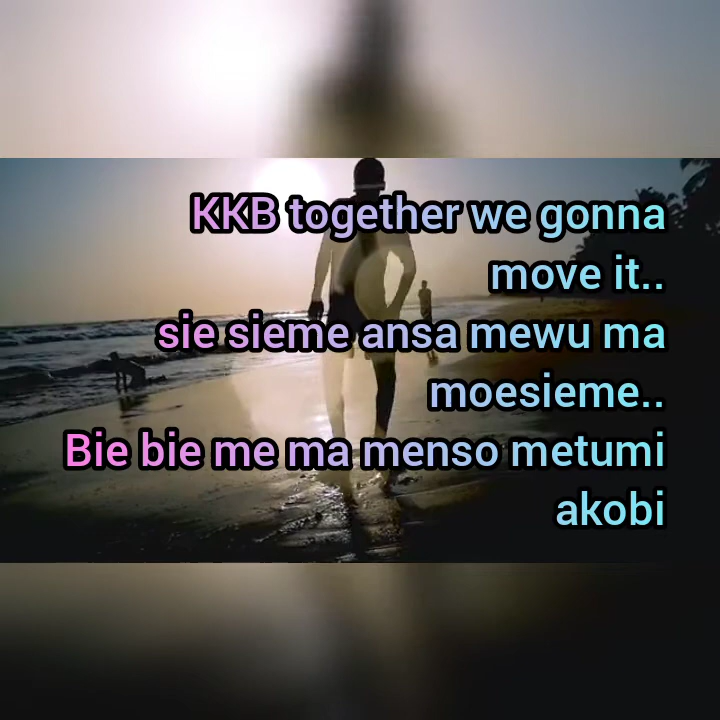 KKB together we gonna
move it..
sie sieme ansa mewu ma
moesieme..
Bie bie me ma menso metumi
akobi